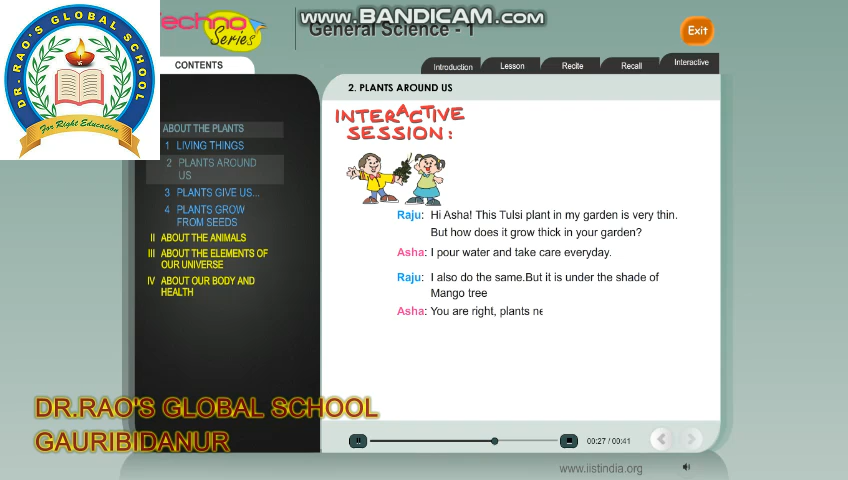 DR.RAO'S GLOBAL SCHOOL
For Right Education
Techno
Series
www.BANDICAM.com
General Science - 1
Exit
CONTENTS
Introduction
Lesson
Recite
Recall
Interactive
ABOUT THE PLANTS
1 LIVING THINGS
2 PLANTS AROUND
US
3 PLANTS GIVE US...
4 PLANTS GROW
FROM SEEDS
II ABOUT THE ANIMALS
III ABOUT THE ELEMENTS OF
OUR UNIVERSE
IV ABOUT OUR BODY AND
HEALTH
2. PLANTS AROUND US
INTERACTIVE
SESSION:
Raju: Hi Asha! This Tulsi plant in my garden is very thin.
But how does it grow thick in your garden?
Asha: I pour water and take care everyday.
Raju: I also do the same.But it is under the shade of
Mango tree
Asha: You are right, plants ne
DR.RAO'S GLOBAL SCHOOL
GAURIBIDANUR
00:27 / 00:41
www.iistindia.org